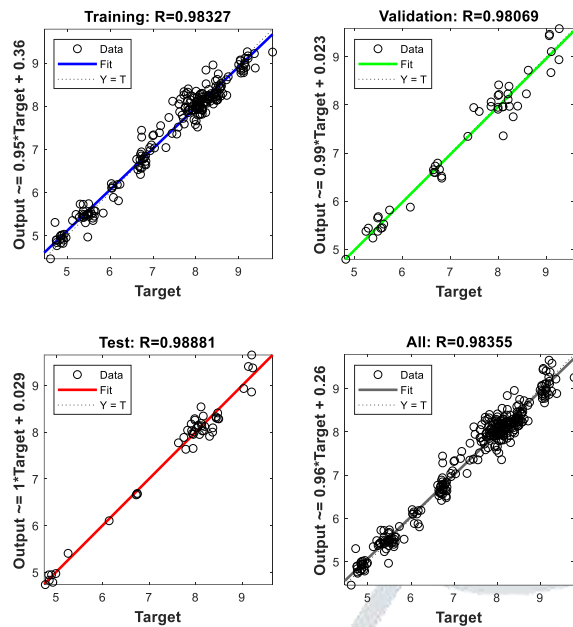 Training: R=0.98327
Output ~= 0.95*Target + 0.36
Data
Fit
Y = T
9
8
7
6
5
5 6 7 8 9
Target
Validation: R=0.98069
Output ~= 0.99*Target + 0.023
Data
Fit
Y = T
9
8
7
6
5
5 6 7 8 9
Target
Test: R=0.98881
Output ~= 1*Target + 0.029
Data
Fit
Y = T
9
8
7
6
5
5 6 7 8 9
Target
All: R=0.98355
Output ~= 0.96*Target + 0.26
Data
Fit
Y = T
9
8
7
6
5
5 6 7 8 9
Target